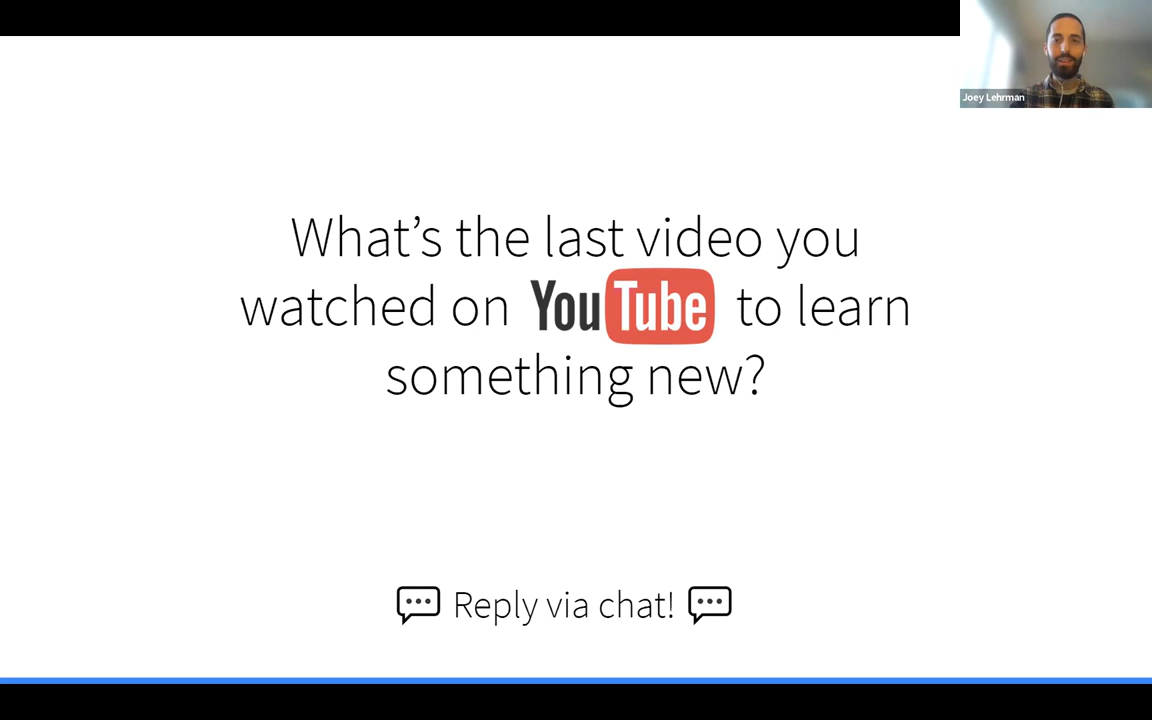 Joey Lehrman
What’s the last video you
watched on YouTube to learn
something new?
Reply via chat!